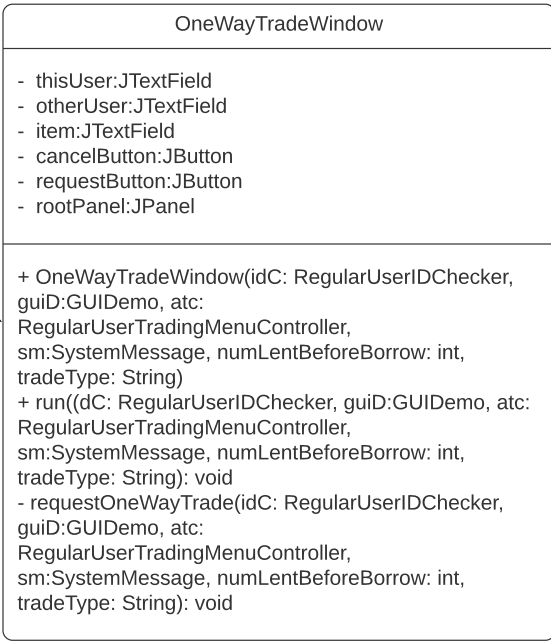 OneWayTradeWindow
- thisUser:JTextField
- otherUser:JTextField
- item:JTextField
- cancelButton:JButton
- requestButton:JButton
- rootPanel:JPanel
+ OneWayTradeWindow(idC: RegularUserIDChecker,
guiD:GUIDemo, atc:
RegularUserTradingMenuController,
sm:SystemMessage, numLentBeforeBorrow: int,
tradeType: String)
+ run((dC: RegularUserIDChecker, guiD:GUIDemo, atc:
RegularUserTradingMenuController,
sm:SystemMessage, numLentBeforeBorrow: int,
tradeType: String): void
- requestOneWayTrade(idC: RegularUserIDChecker,
guiD:GUIDemo, atc:
RegularUserTradingMenuController,
sm:SystemMessage, numLentBeforeBorrow: int,
tradeType: String): void